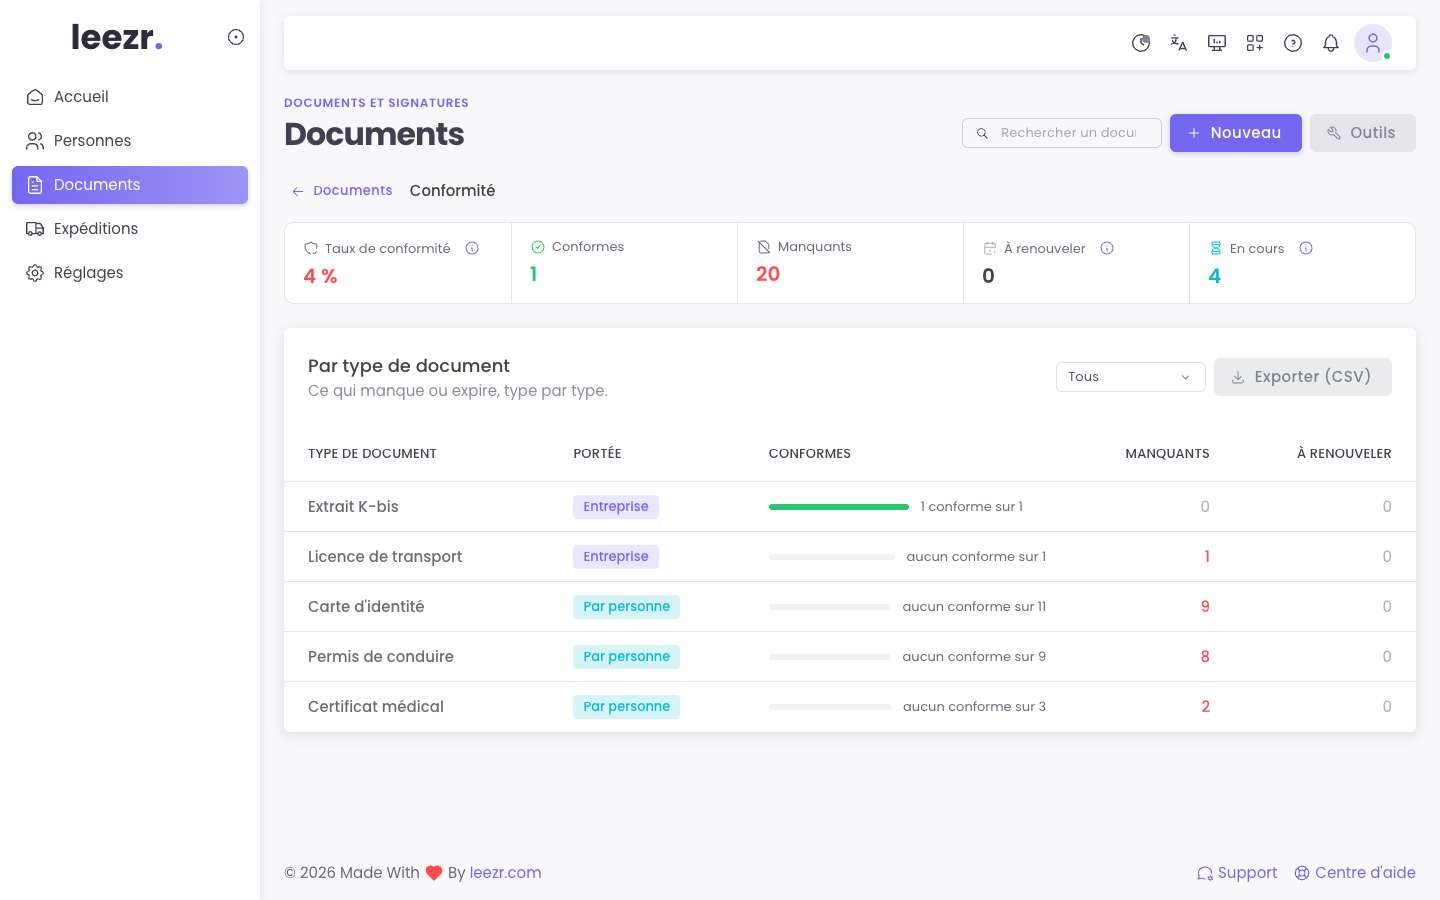 leezr.
Accueil
Personnes
Documents
Expéditions
Réglages
DOCUMENTS ET SIGNATURES
Documents
Rechercher un docu
Nouveau
Outils
Documents
Conformité
Taux de conformité
4 %
Conformes
1
Manquants
20
À renouveler
0
En cours
4
Par type de document
Ce qui manque ou expire, type par type.
Tous
Exporter (CSV)
TYPE DE DOCUMENT PORTÉE CONFORMES MANQUANTS À RENOUVELER
Extrait K-bis Entreprise 1 conforme sur 1 0 0
Licence de transport Entreprise aucun conforme sur 1 1 0
Carte d'identité Par personne aucun conforme sur 11 9 0
Permis de conduire Par personne aucun conforme sur 9 8 0
Certificat médical Par personne aucun conforme sur 3 2 0
© 2026 Made With By leezr.com
Support
Centre d'aide